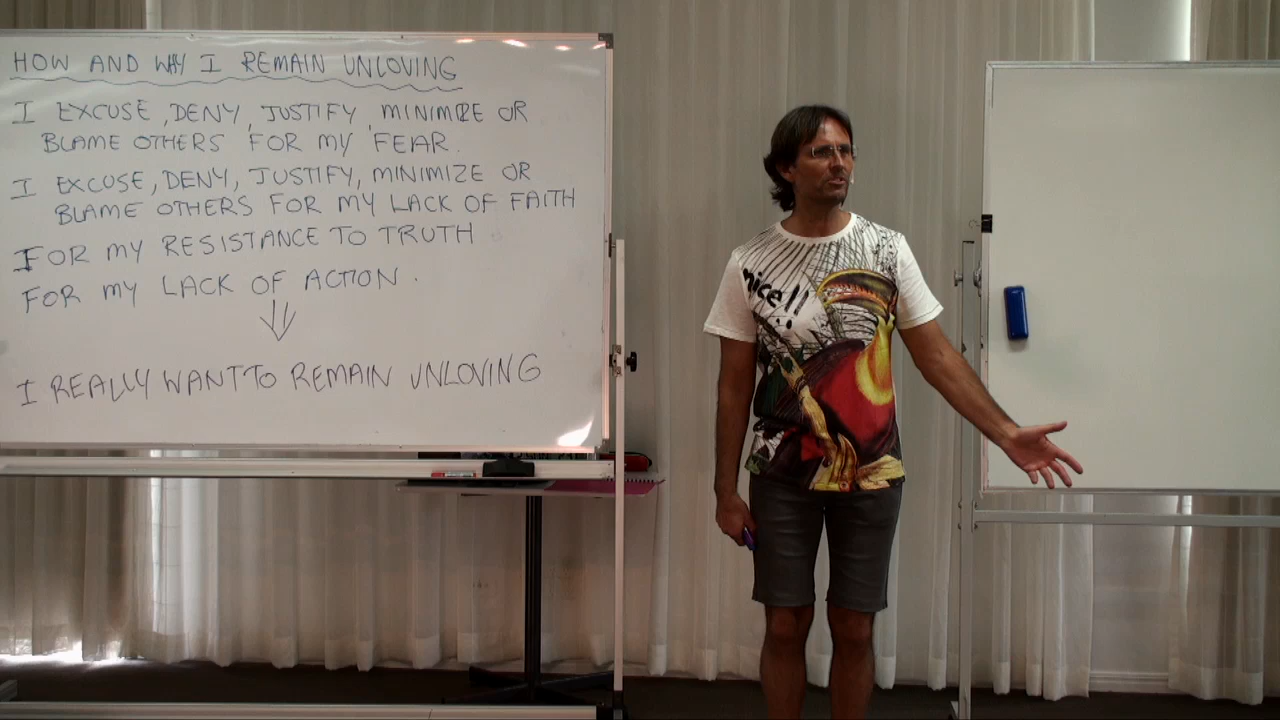 HOW AND WHY I REMAIN UNLOVING
I EXCUSE, DENY, JUSTIFY, MINIMIZE OR
BLAME OTHERS FOR MY FEAR.
I EXCUSE, DENY, JUSTIFY, MINIMIZE OR
BLAME OTHERS FOR MY LACK OF FAITH
FOR MY RESISTANCE TO TRUTH
FOR MY LACK OF ACTION.
I REALLY WANT TO REMAIN UNLOVING
nice!!